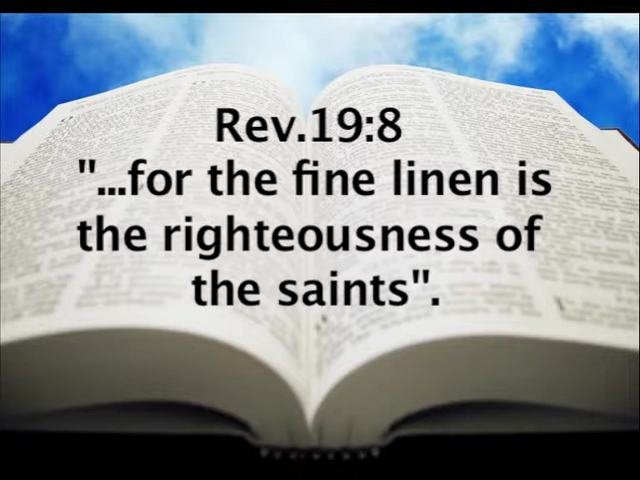 Rev.19:8
"...for the fine linen is
the righteousness of
the saints".